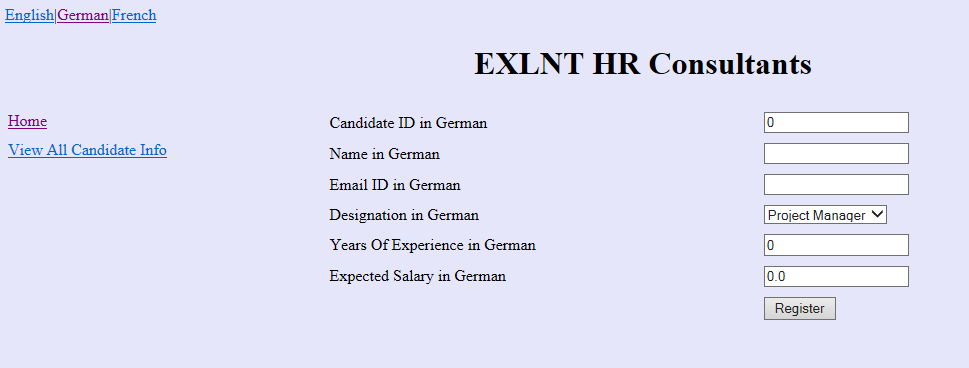 English|German|French
EXLNT HR Consultants
Home
View All Candidate Info
Candidate ID in German 0
Name in German
Email ID in German
Designation in German Project Manager
Years Of Experience in German 0
Expected Salary in German 0.0
Register